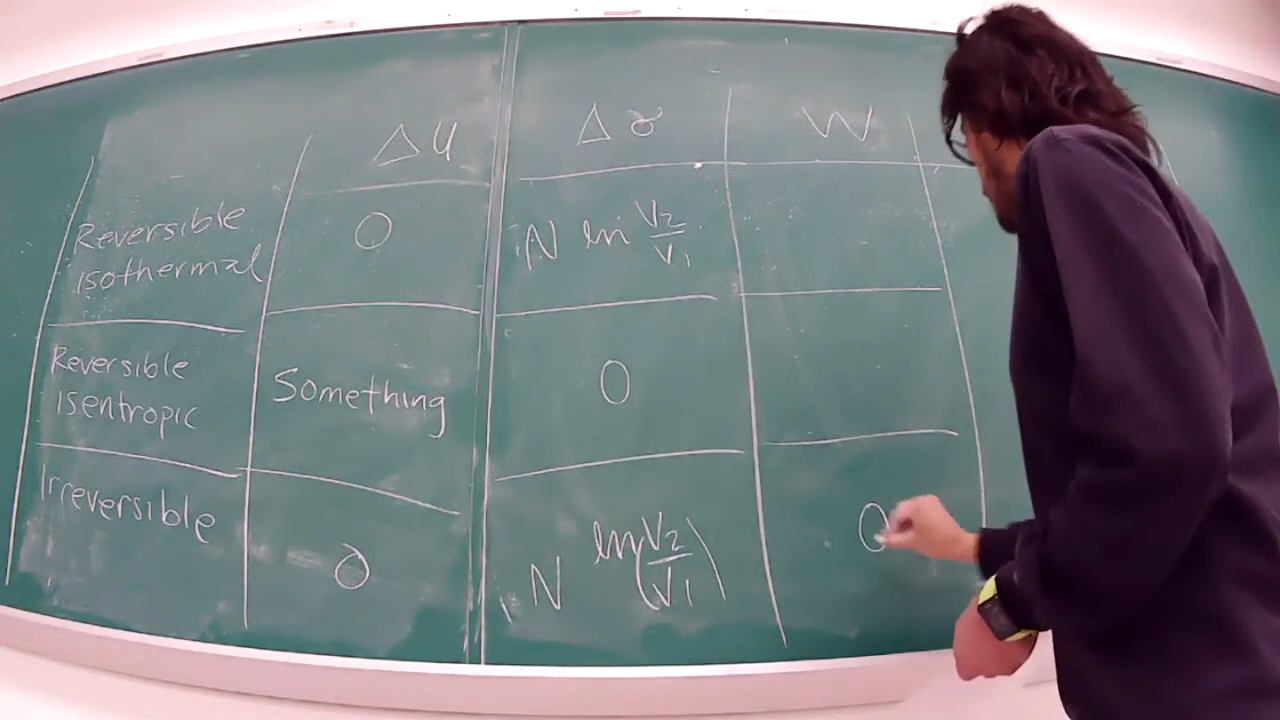 ΔU Δσ W
Reversible
isothermal
0
N ln V2/V1
Reversible
isentropic
Something
0
Irreversible
0
N ln(V2/V1)
0